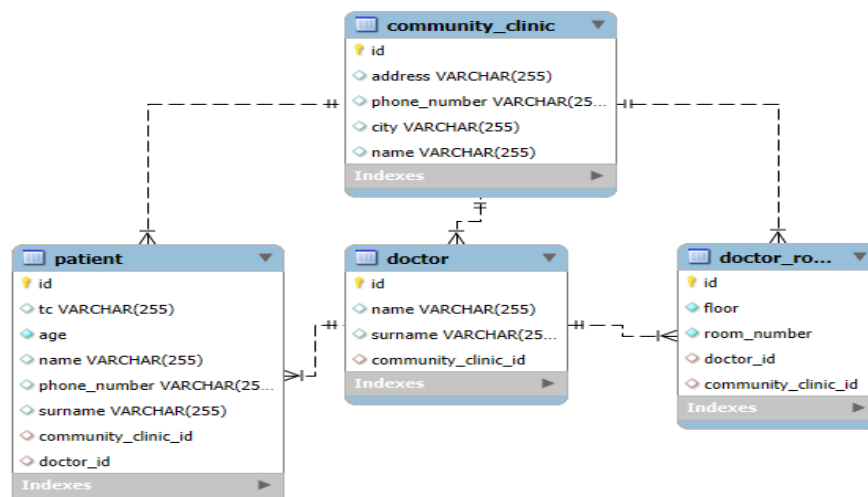 community_clinic
id
address VARCHAR(255)
phone_number VARCHAR(25...
city VARCHAR(255)
name VARCHAR(255)
Indexes
patient
id
tc VARCHAR(255)
age
name VARCHAR(255)
phone_number VARCHAR(25...
surname VARCHAR(255)
community_clinic_id
doctor_id
Indexes
doctor
id
name VARCHAR(255)
surname VARCHAR(25...
community_clinic_id
Indexes
doctor_ro...
id
floor
room_number
doctor_id
community_clinic_id
Indexes